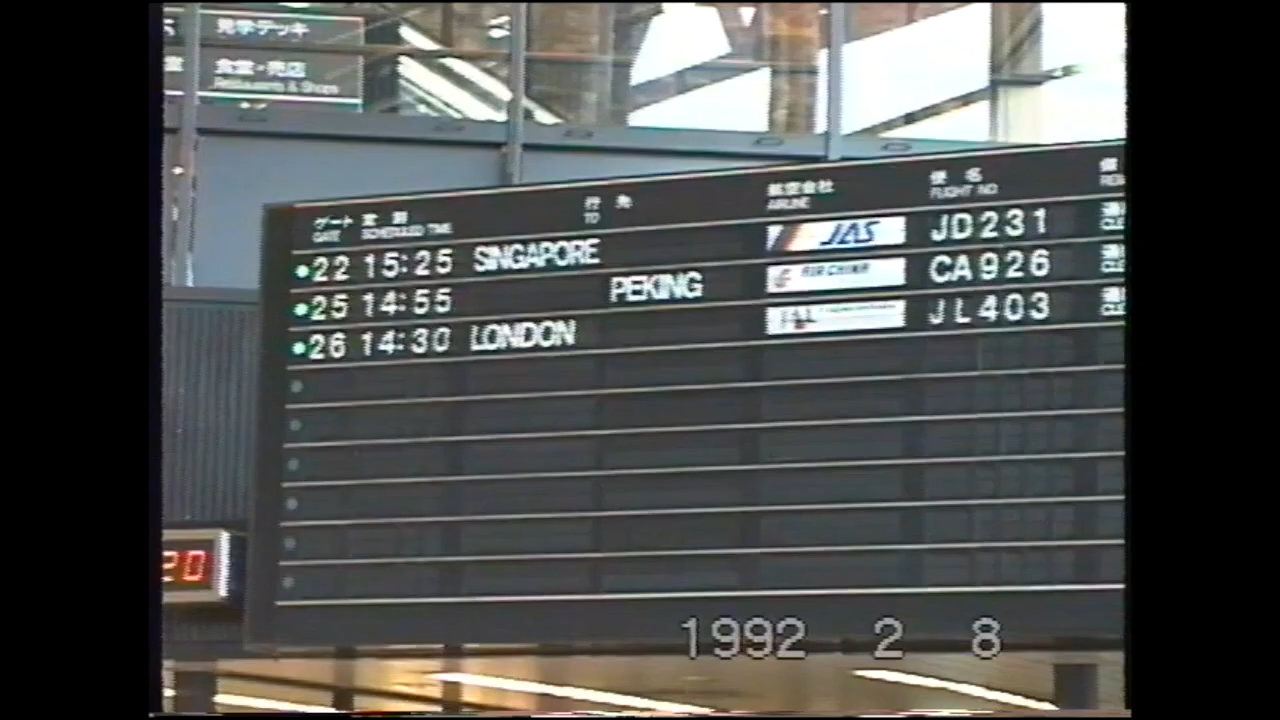 見学デッキ
食堂・売店
Restaurants & Shops
ゲート 定刻 行先 航空会社 便名
GATE SCHEDULED TIME TO AIRLINE FLIGHT NO
22 15:25 SINGAPORE JAS JD231
25 14:55 PEKING AIR CHINA CA926
26 14:30 LONDON JAL JL403
20
1992 2 8